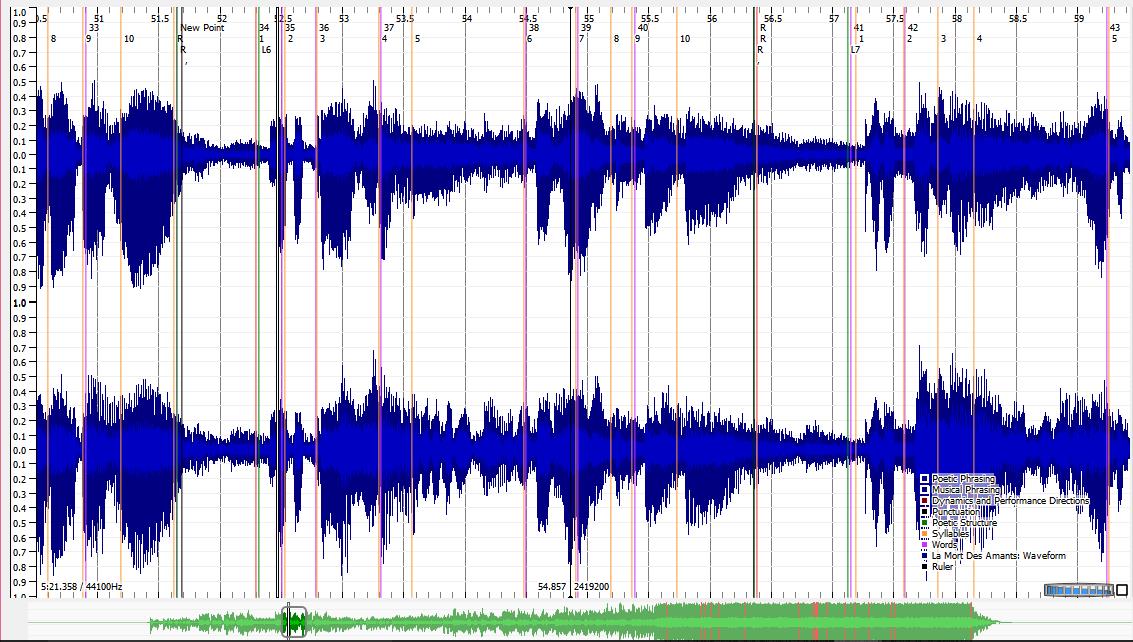 1.0 0.5 51 51.5 52 52.5 53 53.5 54 54.5 55 55.5 56 56.5 57 57.5 58 58.5 59
0.9 33 New Point 34 35 36 37 38 39 40 R 41 42 43
0.8 8 9 10 R 1 2 3 4 5 6 7 8 9 10 R 1 2 3 4 5
0.7 R L6 R L7
, ,
0.6
0.5
0.4
0.3
0.2
0.1
0.0
0.1
0.2
0.3
0.4
0.5
0.6
0.7
0.8
0.9
1.0
0.9
0.8
0.7
0.6
0.5
0.4
0.3
0.2
0.1
0.0
0.1
0.2 Poetic Phrasing
Musical Phrasing
0.3 Dynamics and Performance Directions
0.4 Punctuation
0.5 Poetic Structure
Syllables
0.6 Words
0.7 La Mort Des Amants: Waveform
0.8 Ruler
0.9 5:21.358 / 44100Hz 54.857 2419200
1.0